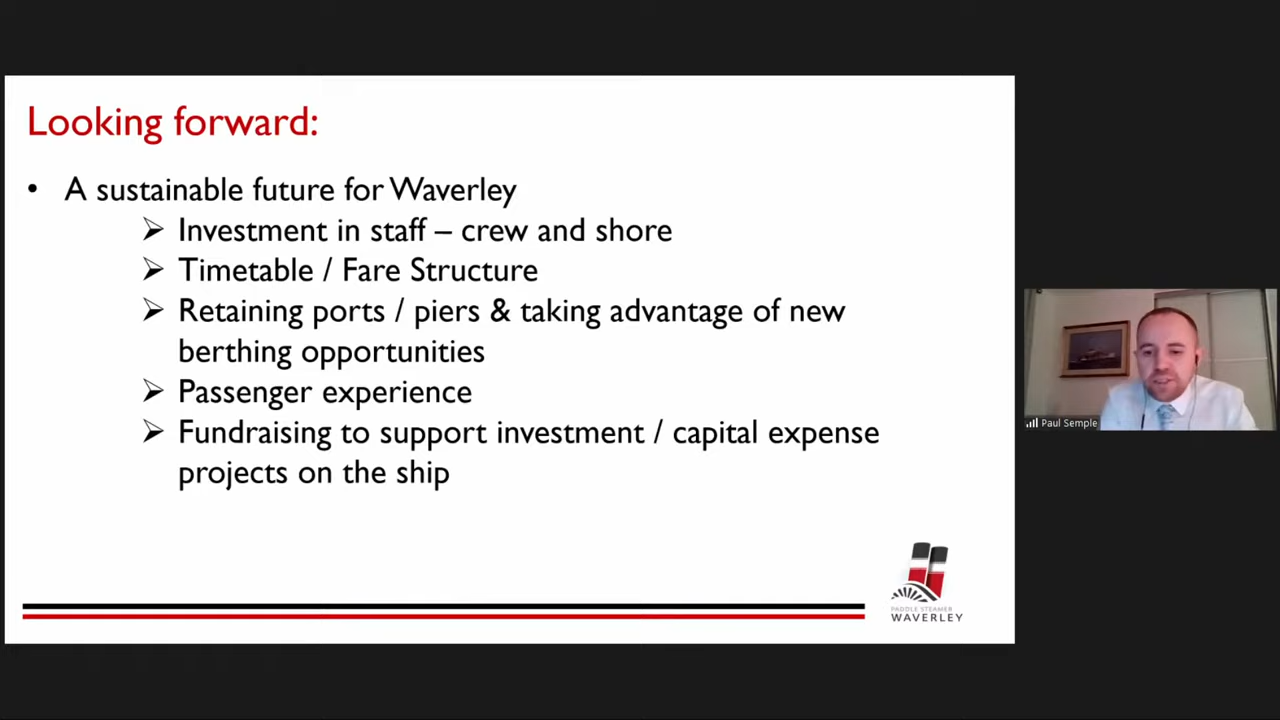 Looking forward:
• A sustainable future for Waverley
➢ Investment in staff – crew and shore
➢ Timetable / Fare Structure
➢ Retaining ports / piers & taking advantage of new
berthing opportunities
➢ Passenger experience
➢ Fundraising to support investment / capital expense
projects on the ship
PADDLE STEAMER
WAVERLEY
Paul Semple